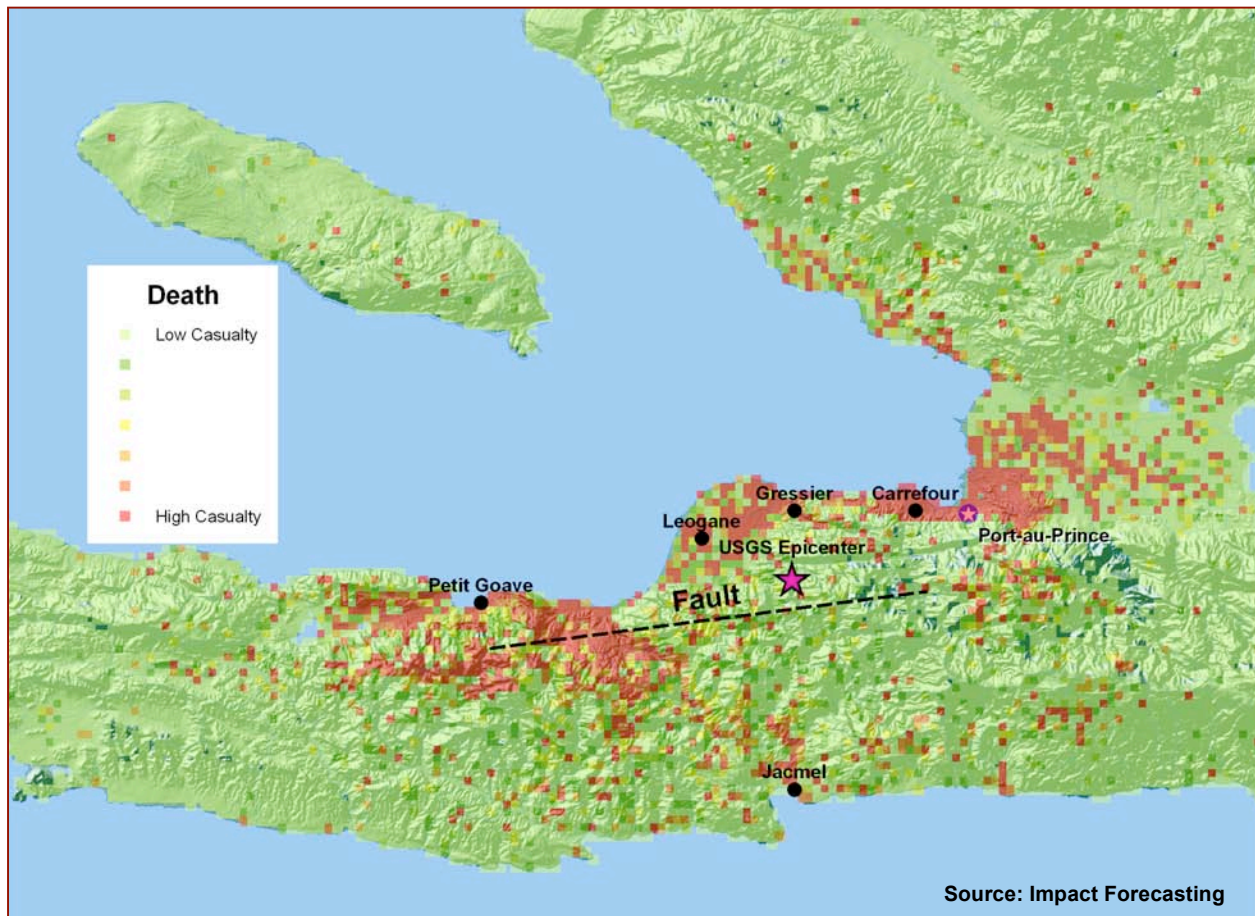 Death
Low Casualty
High Casualty
Gressier
Carrefour
Leogane
Port-au-Prince
USGS Epicenter
Petit Goave
Fault
Jacmel
Source: Impact Forecasting